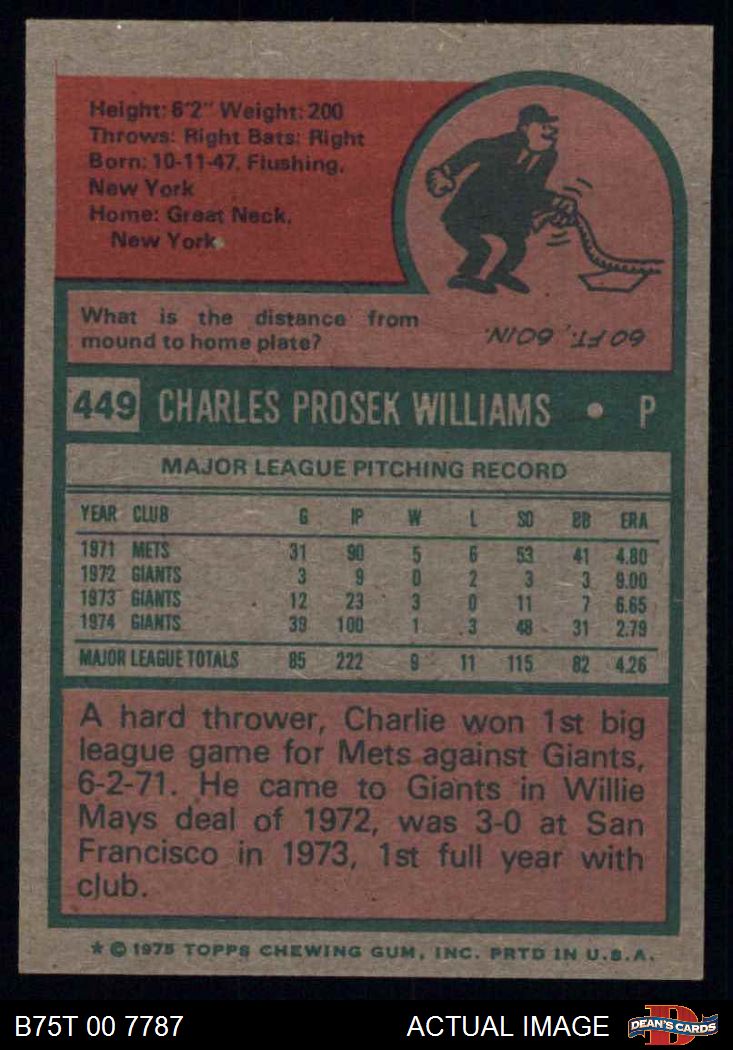 Height: 6'2" Weight: 200
Throws: Right Bats: Right
Born: 10-11-47, Flushing,
New York
Home: Great Neck,
New York
What is the distance from
mound to home plate?
60 FT., 60IN.
449 CHARLES PROSEK WILLIAMS • P
MAJOR LEAGUE PITCHING RECORD
YEAR CLUB G IP W L SO BB ERA
1971 METS 31 90 5 6 53 41 4.80
1972 GIANTS 3 9 0 2 3 3 9.00
1973 GIANTS 12 23 3 0 11 7 6.65
1974 GIANTS 39 100 1 3 48 31 2.79
MAJOR LEAGUE TOTALS 85 222 9 11 115 82 4.26
A hard thrower, Charlie won 1st big
league game for Mets against Giants,
6-2-71. He came to Giants in Willie
Mays deal of 1972, was 3-0 at San
Francisco in 1973, 1st full year with
club.
* © 1975 TOPPS CHEWING GUM, INC. PRTD IN U.S.A.
B75T 00 7787 ACTUAL IMAGE DEAN'S CARDS